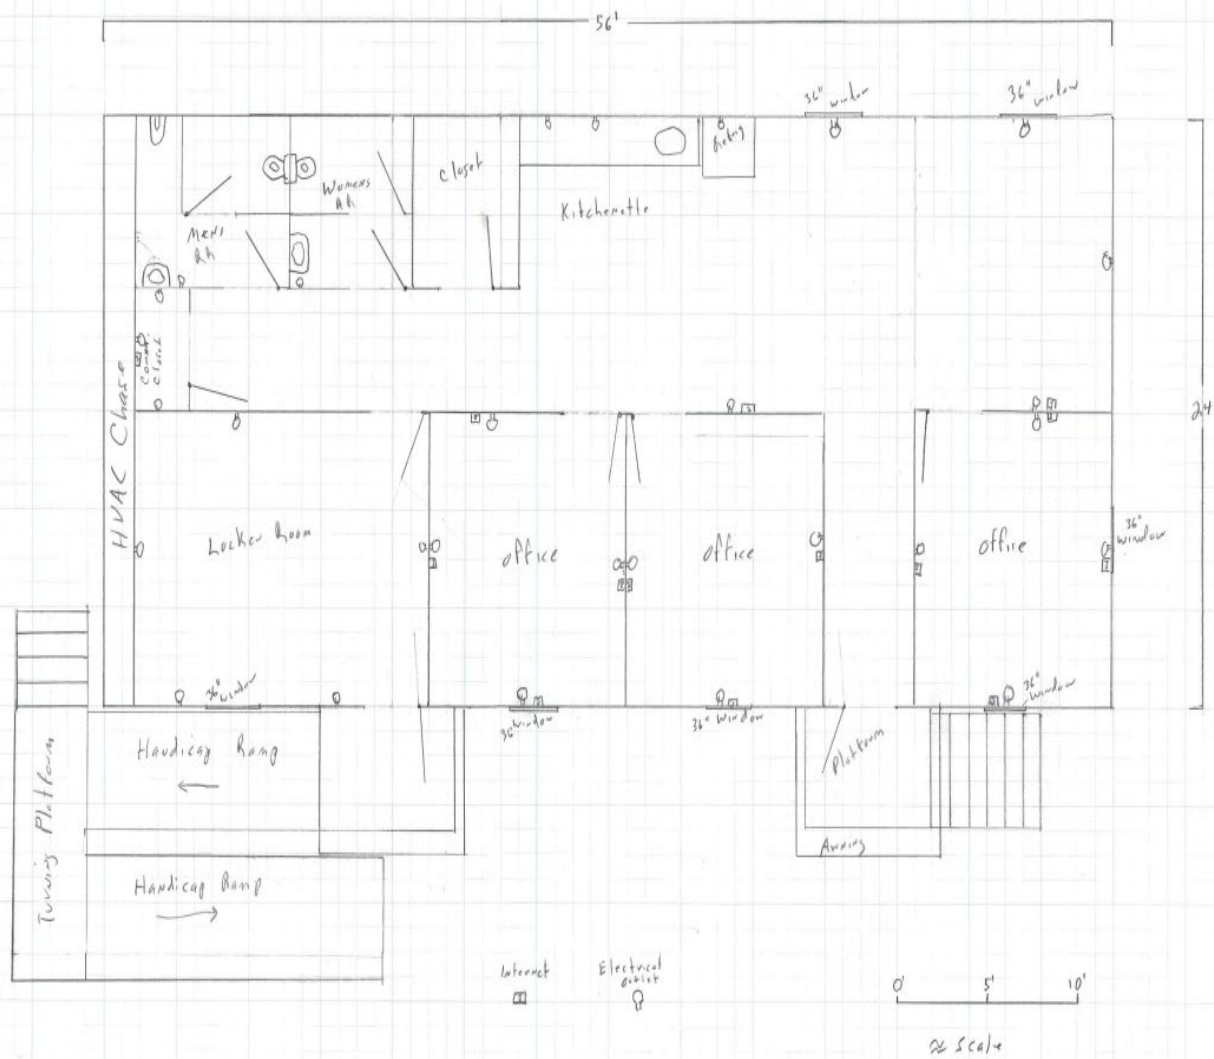 56'
36" window
36" window
Closet
Womens
Rh
Kitchenette
Mens
Rh
Comm.
Closet
HVAC Chase
24
Locker Room
office
office
office
36"
window
36" window
36" window
36" window
36"
window
Handicap Ramp
Platform
Turning Platform
Awning
Handicap Ramp
Internet
Electrical
outlet
0'
5'
10'
≈ Scale